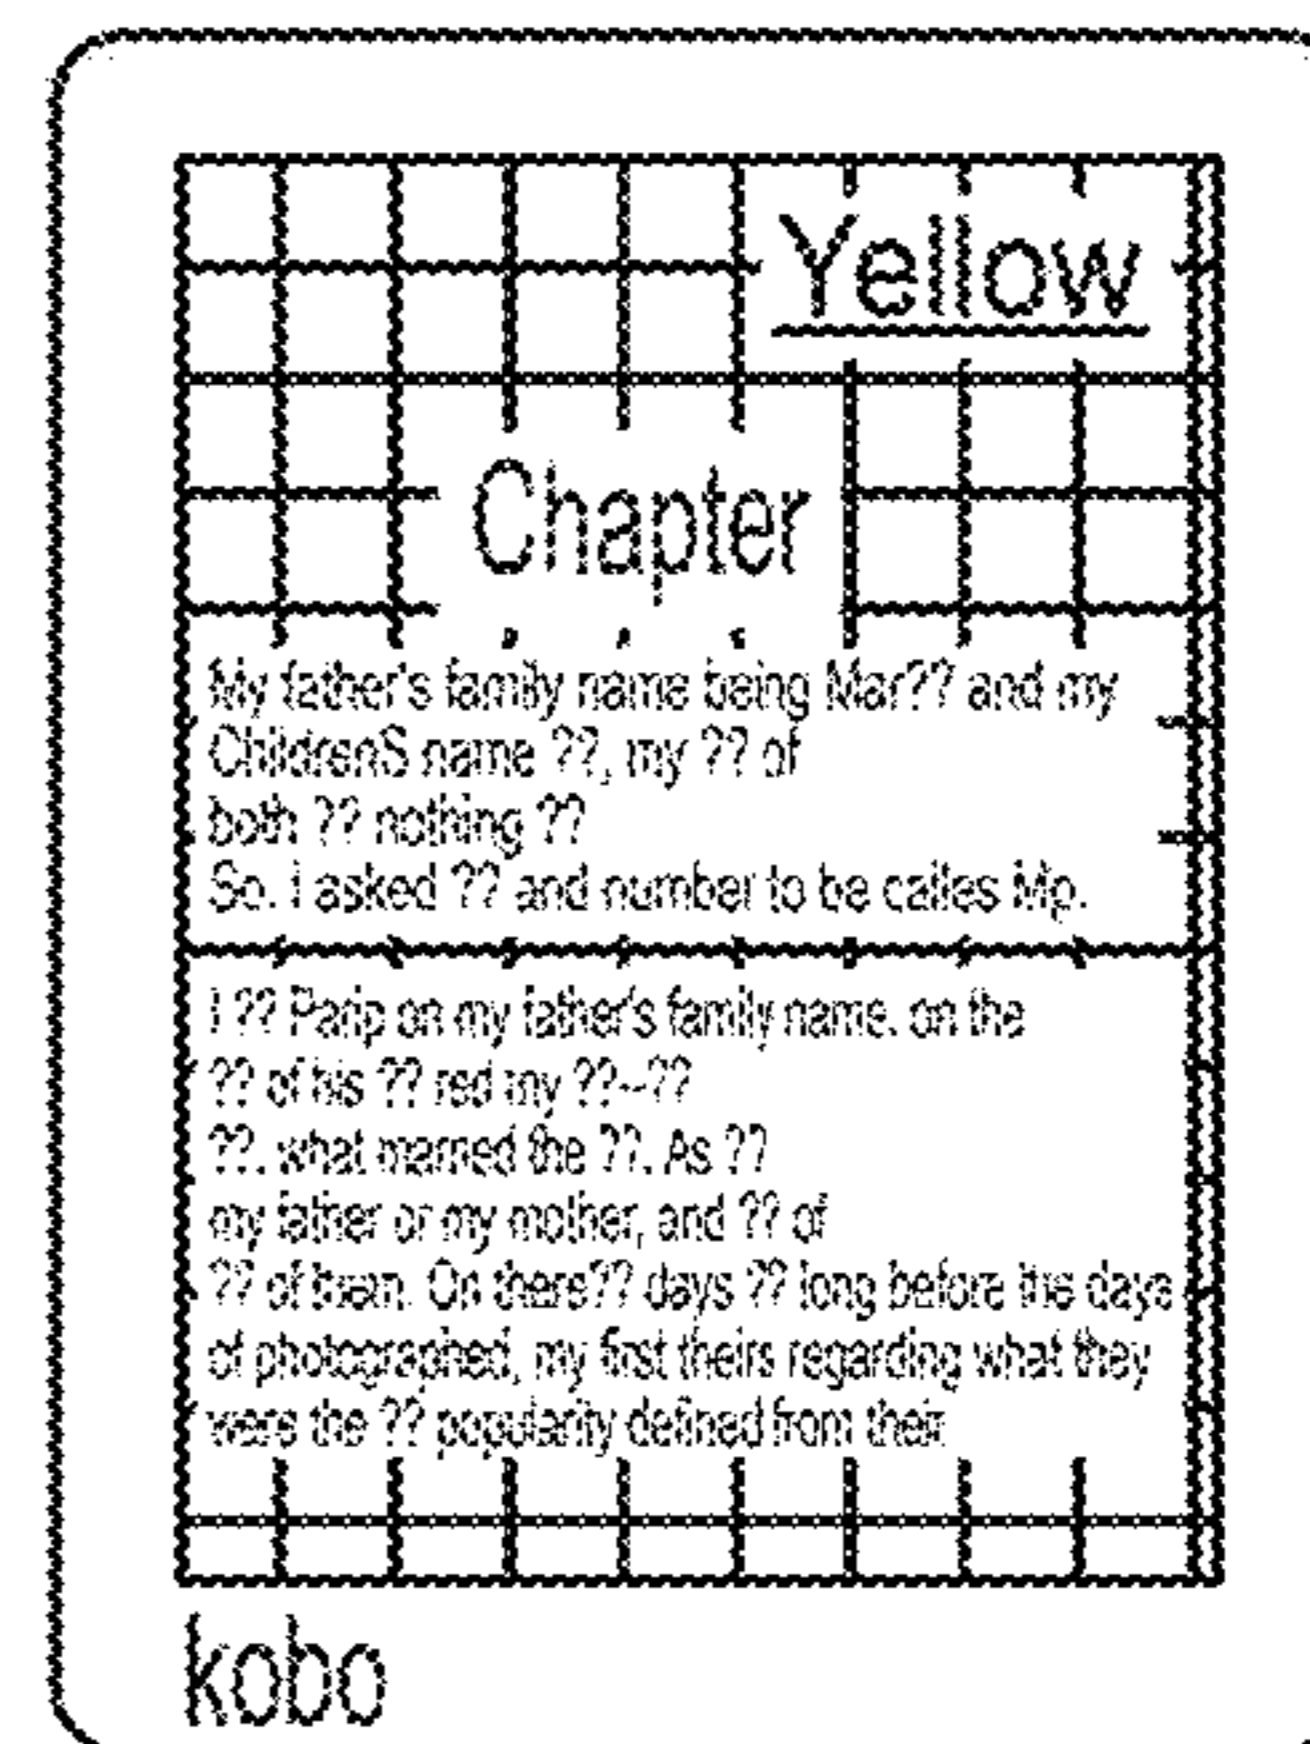 Yellow
Chapter
My father's family name being Mar?? and my
ChildrenS name ??, my ?? of
both ?? nothing ??
So. I asked ?? and number to be calles Mp.
I ?? Parip on my father's family name. on the
?? of his ?? red my ??--??
??. what married the ??. As ??
my father or my mother, and ?? of
?? of them. On there?? days ?? long before the days
of photographed, my first theirs regarding what they
were the ?? popularity defined from their
kobo